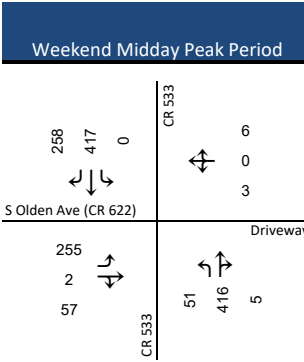 Weekend Midday Peak Period
CR 533
258 417 0
6
0
3
S Olden Ave (CR 622)
Driveway
255
2
57
51 416 5
CR 533